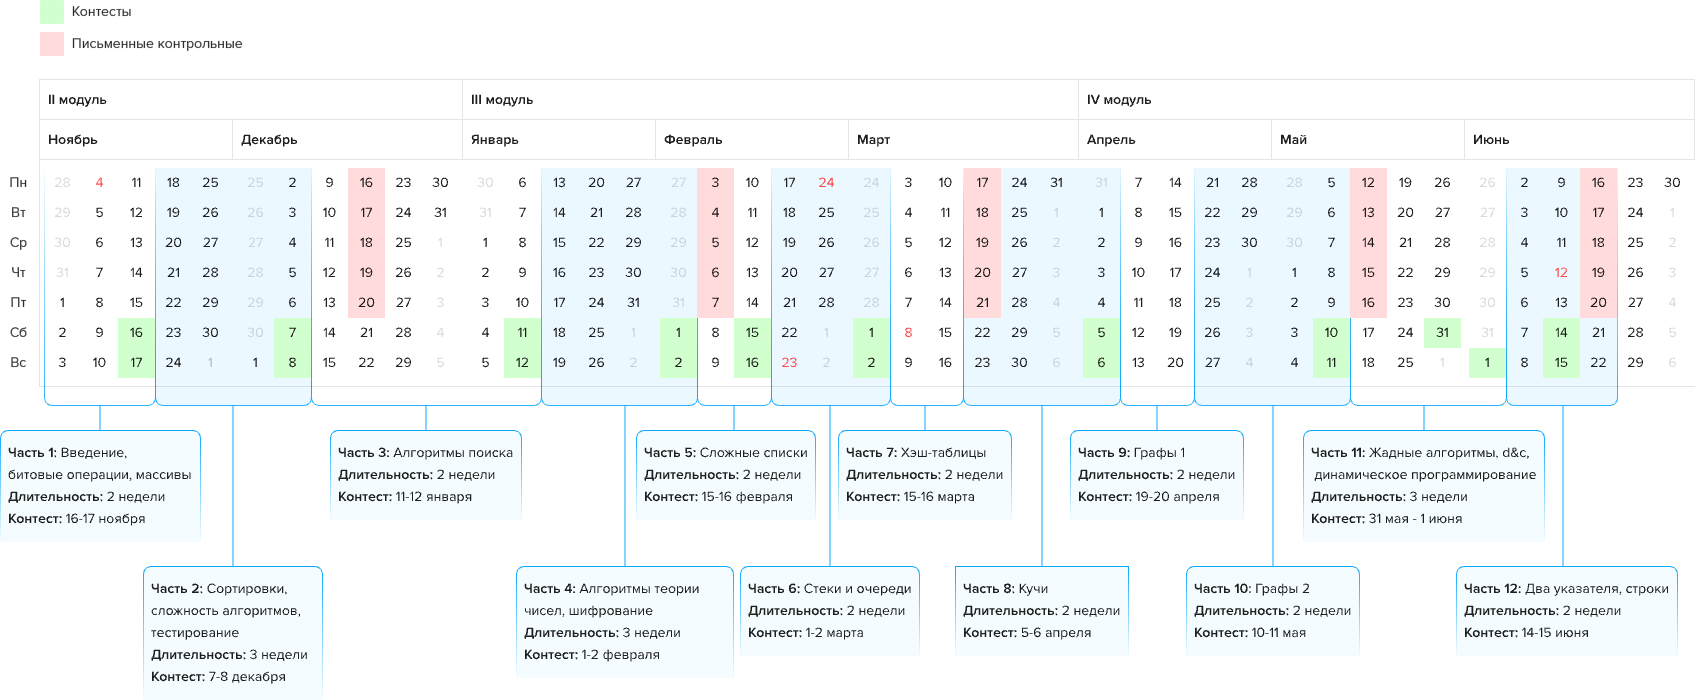 Контесты
Письменные контрольные
II модуль III модуль IV модуль
Ноябрь Декабрь Январь Февраль Март Апрель Май Июнь
Пн 28 4 11 18 25 25 2 9 16 23 30 30 6 13 20 27 27 3 10 17 24 24 3 10 17 24 31 31 7 14 21 28 28 5 12 19 26 26 2 9 16 23 30
Вт 29 5 12 19 26 26 3 10 17 24 31 31 7 14 21 28 28 4 11 18 25 25 4 11 18 25 1 1 8 15 22 29 29 6 13 20 27 27 3 10 17 24 1
Ср 30 6 13 20 27 27 4 11 18 25 1 1 8 15 22 29 29 5 12 19 26 26 5 12 19 26 2 2 9 16 23 30 30 7 14 21 28 28 4 11 18 25 2
Чт 31 7 14 21 28 28 5 12 19 26 2 2 9 16 23 30 30 6 13 20 27 27 6 13 20 27 3 3 10 17 24 1 1 8 15 22 29 29 5 12 19 26 3
Пт 1 8 15 22 29 29 6 13 20 27 3 3 10 17 24 31 31 7 14 21 28 28 7 14 21 28 4 4 11 18 25 2 2 9 16 23 30 30 6 13 20 27 4
Сб 2 9 16 23 30 30 7 14 21 28 4 4 11 18 25 1 1 8 15 22 1 1 8 15 22 29 5 5 12 19 26 3 3 10 17 24 31 31 7 14 21 28 5
Вс 3 10 17 24 1 1 8 15 22 29 5 5 12 19 26 2 2 9 16 23 2 2 9 16 23 30 6 6 13 20 27 4 4 11 18 25 1 1 8 15 22 29 6
Часть 1: Введение,
битовые операции, массивы
Длительность: 2 недели
Контест: 16-17 ноября
Часть 3: Алгоритмы поиска
Длительность: 2 недели
Контест: 11-12 января
Часть 5: Сложные списки
Длительность: 2 недели
Контест: 15-16 февраля
Часть 7: Хэш-таблицы
Длительность: 2 недели
Контест: 15-16 марта
Часть 9: Графы 1
Длительность: 2 недели
Контест: 19-20 апреля
Часть 11: Жадные алгоритмы, d&c,
динамическое программирование
Длительность: 3 недели
Контест: 31 мая - 1 июня
Часть 2: Сортировки,
сложность алгоритмов,
тестирование
Длительность: 3 недели
Контест: 7-8 декабря
Часть 4: Алгоритмы теории
чисел, шифрование
Длительность: 3 недели
Контест: 1-2 февраля
Часть 6: Стеки и очереди
Длительность: 2 недели
Контест: 1-2 марта
Часть 8: Кучи
Длительность: 2 недели
Контест: 5-6 апреля
Часть 10: Графы 2
Длительность: 2 недели
Контест: 10-11 мая
Часть 12: Два указателя, строки
Длительность: 2 недели
Контест: 14-15 июня